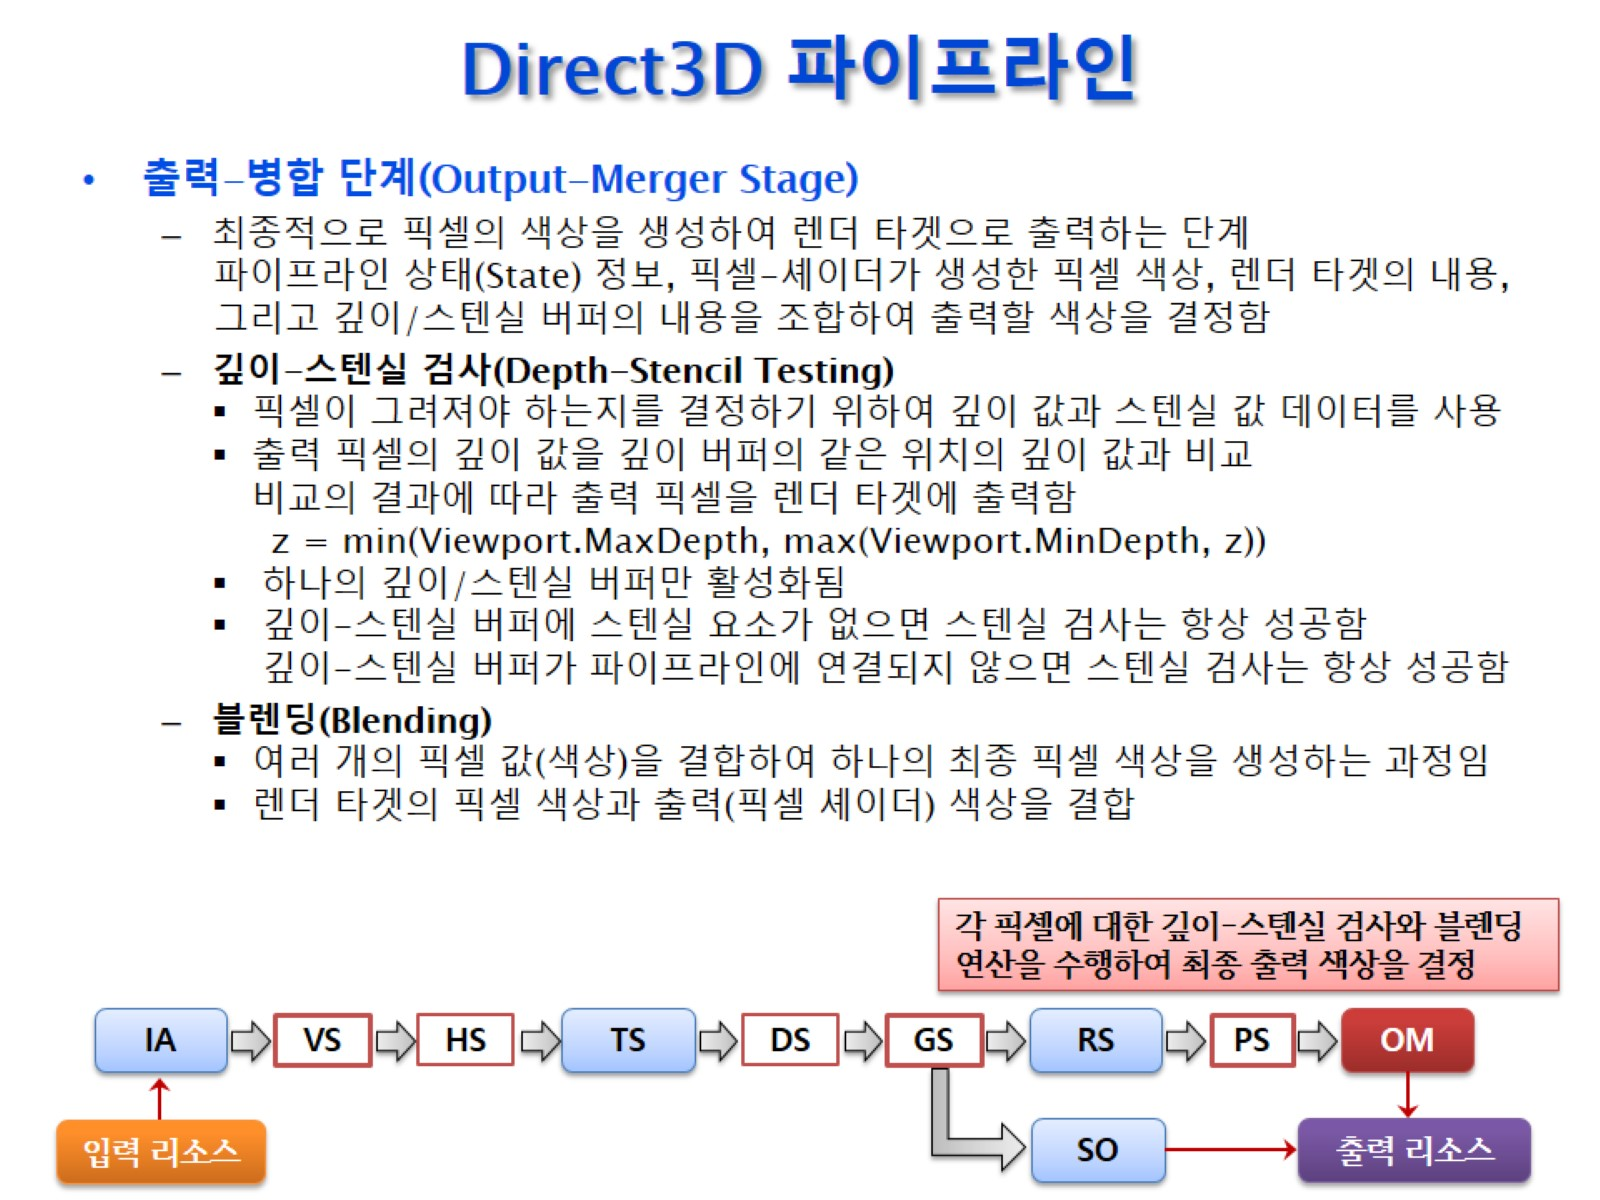 Direct3D 파이프라인
• 출력-병합 단계(Output-Merger Stage)
– 최종적으로 픽셀의 색상을 생성하여 렌더 타겟으로 출력하는 단계
파이프라인 상태(State) 정보, 픽셀-셰이더가 생성한 픽셀 색상, 렌더 타겟의 내용,
그리고 깊이/스텐실 버퍼의 내용을 조합하여 출력할 색상을 결정함
– 깊이-스텐실 검사(Depth-Stencil Testing)
▪ 픽셀이 그려져야 하는지를 결정하기 위하여 깊이 값과 스텐실 값 데이터를 사용
▪ 출력 픽셀의 깊이 값을 깊이 버퍼의 같은 위치의 깊이 값과 비교
비교의 결과에 따라 출력 픽셀을 렌더 타겟에 출력함
z = min(Viewport.MaxDepth, max(Viewport.MinDepth, z))
▪ 하나의 깊이/스텐실 버퍼만 활성화됨
▪ 깊이-스텐실 버퍼에 스텐실 요소가 없으면 스텐실 검사는 항상 성공함
깊이-스텐실 버퍼가 파이프라인에 연결되지 않으면 스텐실 검사는 항상 성공함
– 블렌딩(Blending)
▪ 여러 개의 픽셀 값(색상)을 결합하여 하나의 최종 픽셀 색상을 생성하는 과정임
▪ 렌더 타겟의 픽셀 색상과 출력(픽셀 셰이더) 색상을 결합
각 픽셀에 대한 깊이-스텐실 검사와 블렌딩
연산을 수행하여 최종 출력 색상을 결정
IA VS HS TS DS GS RS PS OM
입력 리소스 SO 출력 리소스